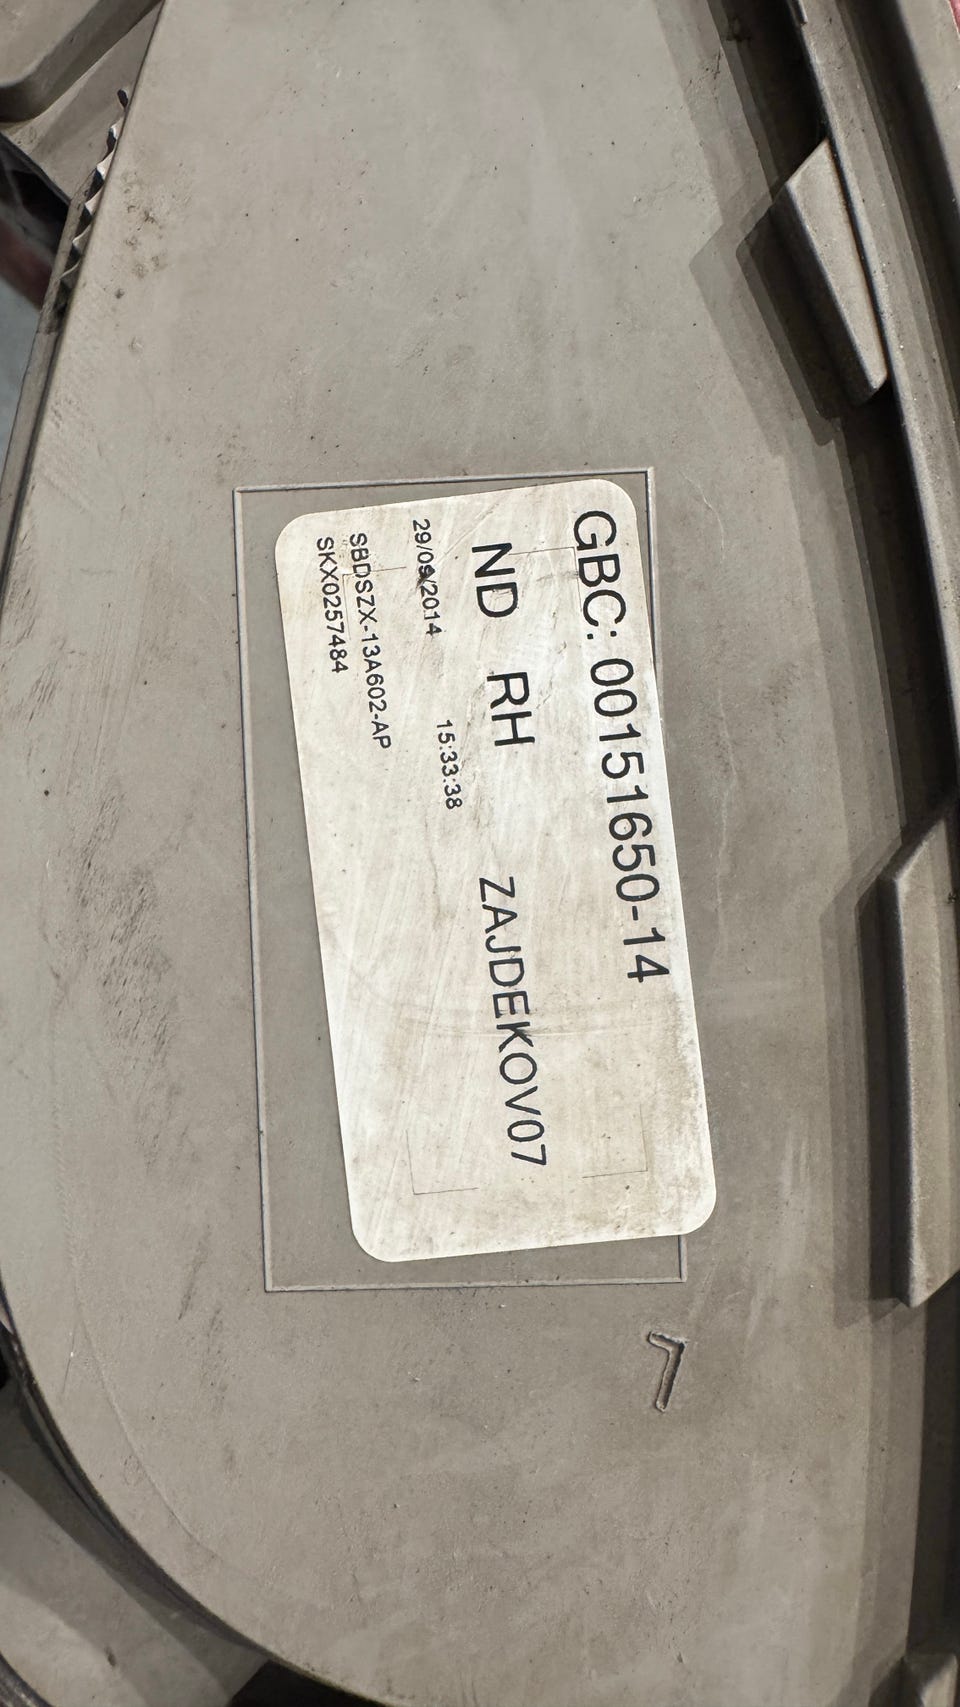 GBC: 00151650-14
ND RH ZAJDEKOV07
29/09/2014 15:33:38
SBDSZX-13A602-AP
SKX0257484